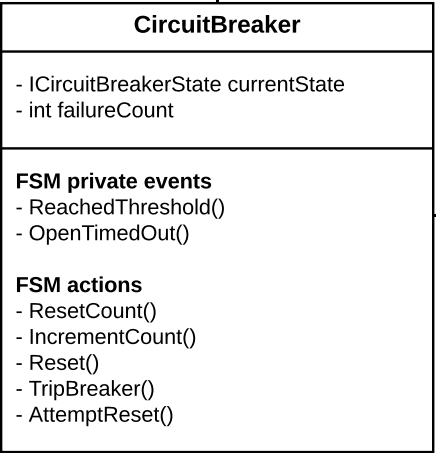 CircuitBreaker
- ICircuitBreakerState currentState
- int failureCount
FSM private events
- ReachedThreshold()
- OpenTimedOut()
FSM actions
- ResetCount()
- IncrementCount()
- Reset()
- TripBreaker()
- AttemptReset()